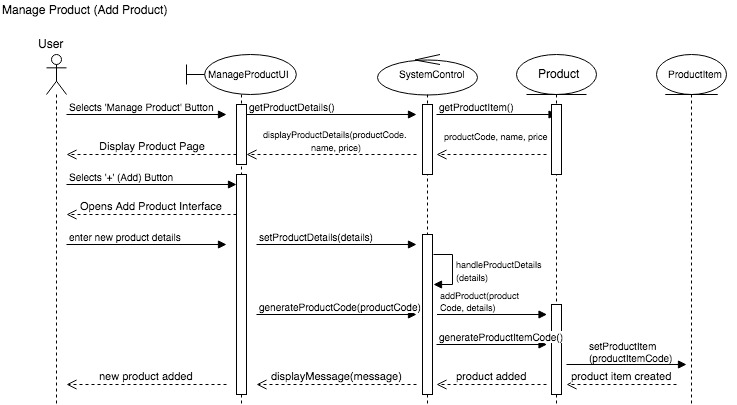 Manage Product (Add Product)
User
ManageProductUI
SystemControl
Product
ProductItem
Selects 'Manage Product' Button
getProductDetails()
getProductItem()
Display Product Page
displayProductDetails(productCode.
name, price)
productCode, name, price
Selects '+' (Add) Button
Opens Add Product Interface
enter new product details
setProductDetails(details)
handleProductDetails
(details)
generateProductCode(productCode)
addProduct(product
Code, details)
generateProductItemCode()
setProductItem
(productItemCode)
new product added
displayMessage(message)
product added
product item created